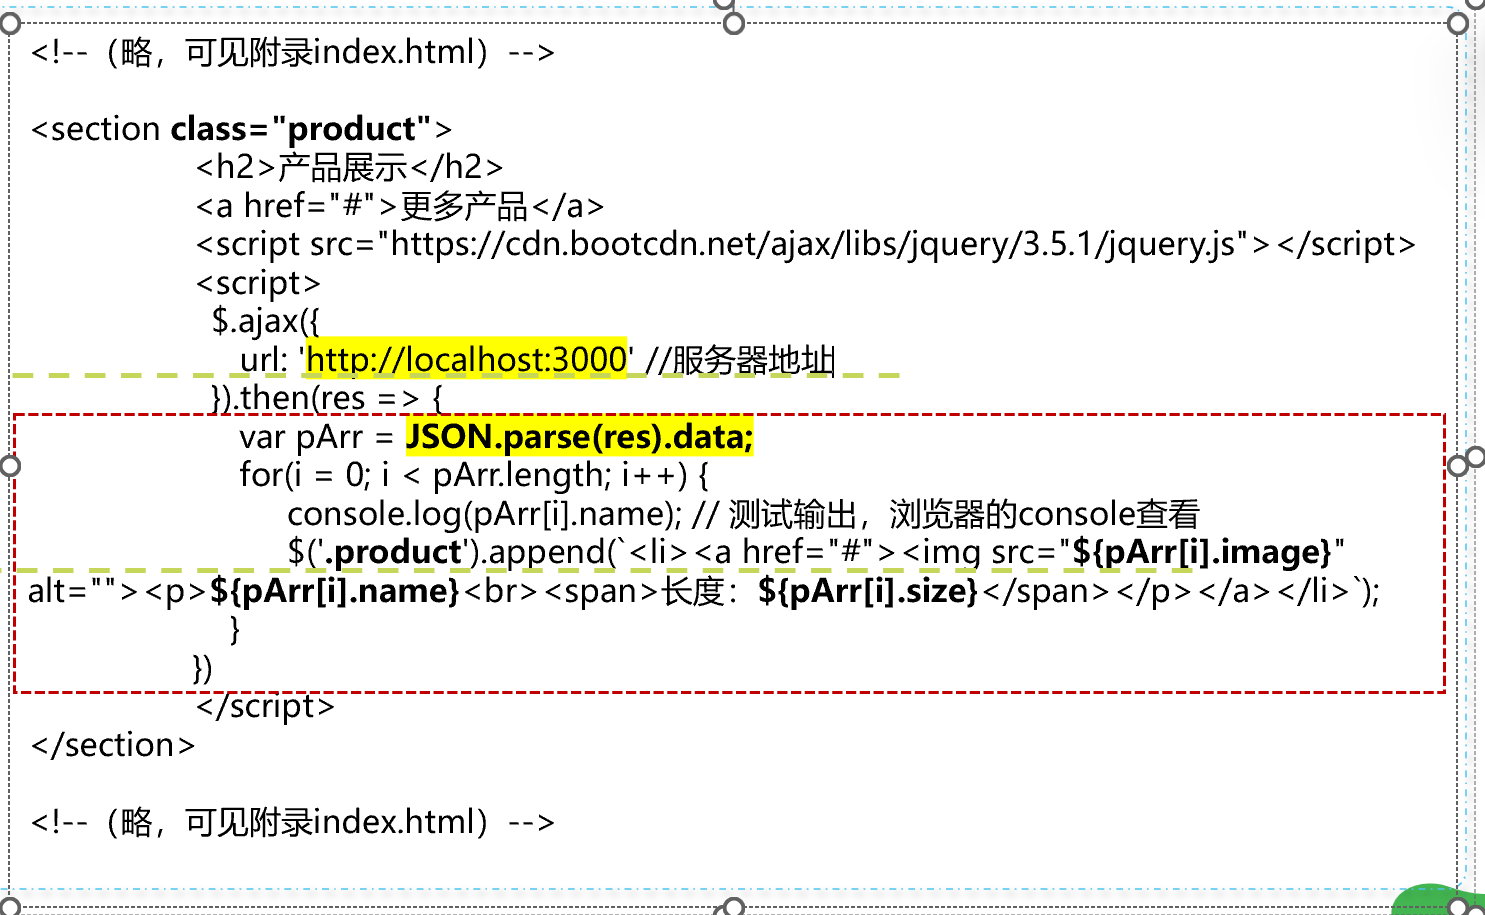 <!--（略，可见附录index.html）-->
<section class="product">
<h2>产品展示</h2>
<a href="#">更多产品</a>
<script src="https://cdn.bootcdn.net/ajax/libs/jquery/3.5.1/jquery.js"></script>
<script>
$.ajax({
url: 'http://localhost:3000' //服务器地址
}).then(res => {
var pArr = JSON.parse(res).data;
for(i = 0; i < pArr.length; i++) {
console.log(pArr[i].name); // 测试输出，浏览器的console查看
$('.product').append(`<li><a href="#"><img src="${pArr[i].image}"
alt=""><p>${pArr[i].name}<br><span>长度：${pArr[i].size}</span></p></a></li>`);
}
})
</script>
</section>
<!--（略，可见附录index.html）-->